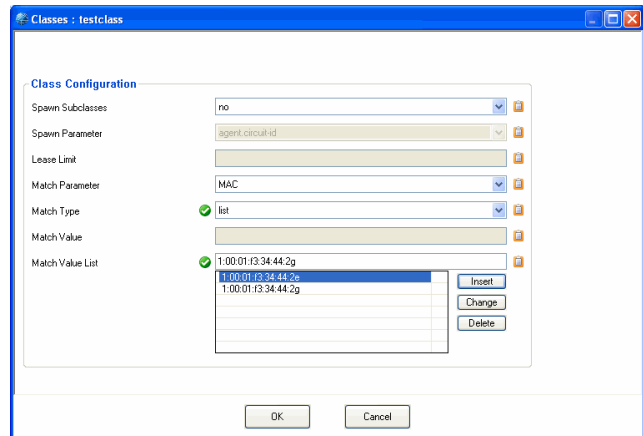 Classes : testclass
Class Configuration
Spawn Subclasses
no
Spawn Parameter
agent.circuit-id
Lease Limit
Match Parameter
MAC
Match Type
list
Match Value
Match Value List
1:00:01:f3:34:44:2g
1:00:01:f3:34:44:2e
1:00:01:f3:34:44:2g
Insert
Change
Delete
OK
Cancel